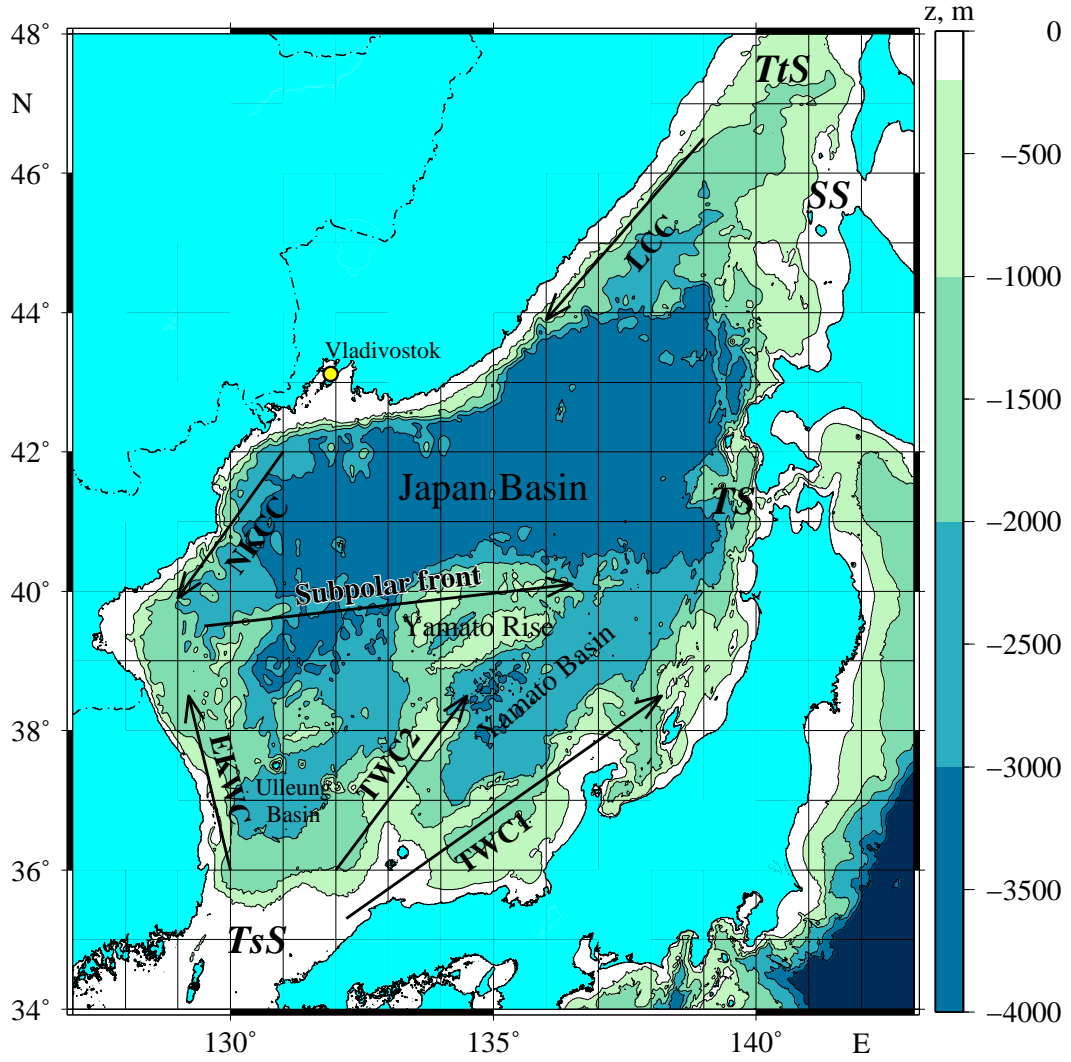 z, m
48°
N
46°
44°
42°
40°
38°
36°
34°
130°
135°
140°
E
0
−500
−1000
−1500
−2000
−2500
−3000
−3500
−4000
TtS
SS
LCC
Vladivostok
Japan Basin
TS
NKCC
Subpolar front
Yamato Rise
Yamato Basin
EKWC
TWC2
Ulleung
Basin
TWC1
TsS